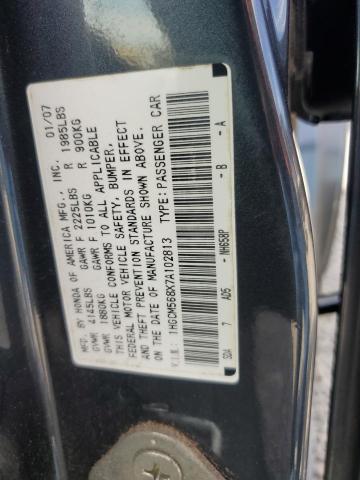 MFD. BY HONDA OF AMERICA MFG., INC. 01/07
GVWR 4145LBS GAWR F 2225LBS R 1985LBS
GVWR 1880KG GAWR F 1010KG R 900KG
THIS VEHICLE CONFORMS TO ALL APPLICABLE
FEDERAL MOTOR VEHICLE SAFETY, BUMPER,
AND THEFT PREVENTION STANDARDS IN EFFECT
ON THE DATE OF MANUFACTURE SHOWN ABOVE.
V.I.N.: 1HGCM568X7A102813 TYPE: PASSENGER CAR
SDA 7 AD5 - NH658P - B - A